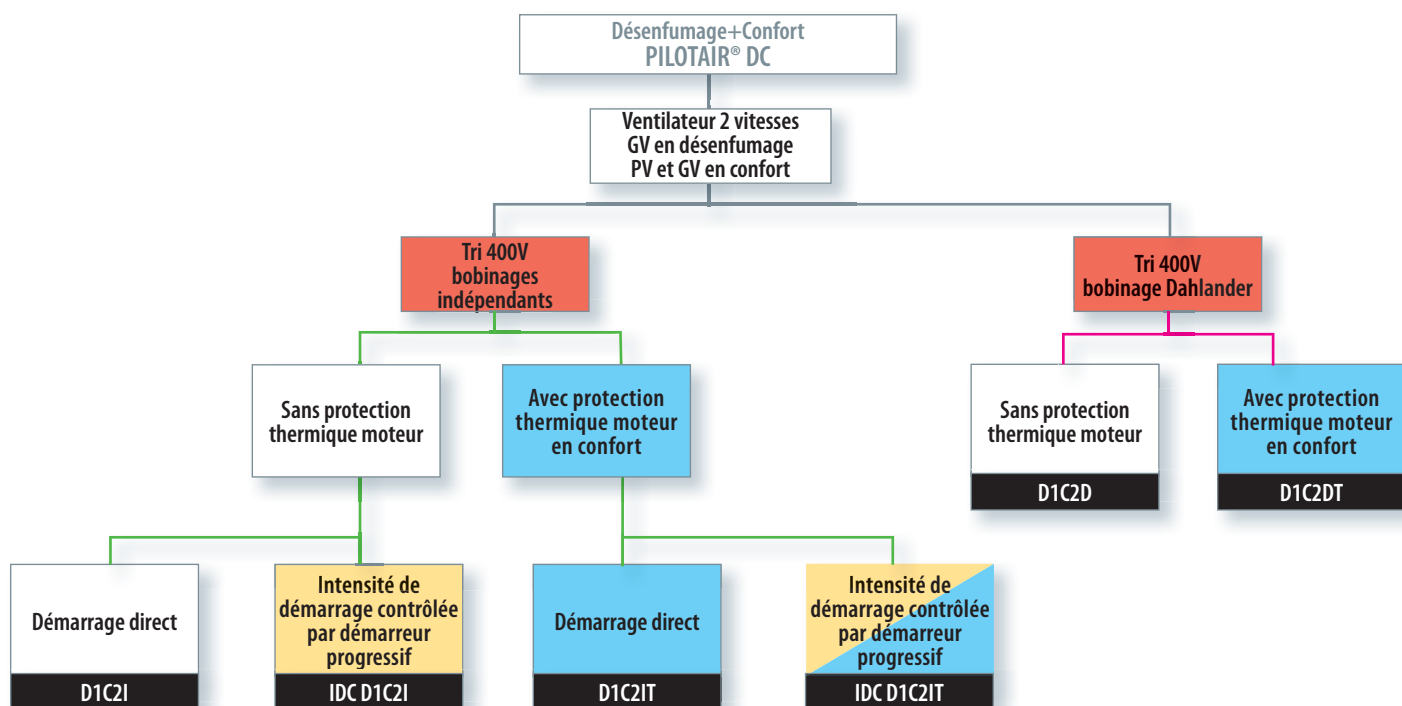 Désenfumage+Confort
PILOTAIR® DC
Ventilateur 2 vitesses
GV en désenfumage
PV et GV en confort
Tri 400V
bobinages
indépendants
Tri 400V
bobinage Dahlander
Sans protection
thermique moteur
Avec protection
thermique moteur
en confort
Sans protection
thermique moteur
D1C2D
Avec protection
thermique moteur
en confort
D1C2DT
Démarrage direct
D1C2I
Intensité de
démarrage contrôlée
par démarreur
progressif
IDC D1C2I
Démarrage direct
D1C2IT
Intensité de
démarrage contrôlée
par démarreur
progressif
IDC D1C2IT